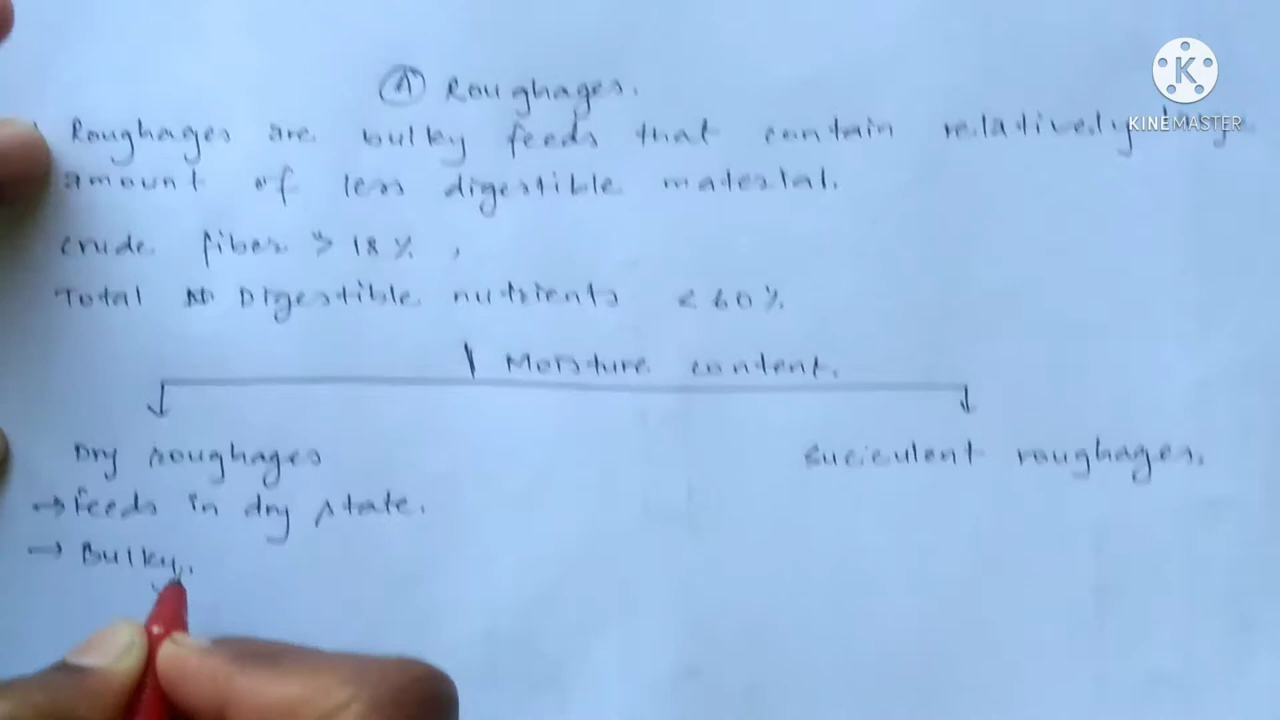 A Roughages.
Roughages are bulky feeds that contain relatively large
amount of less digestible material.
crude fiber > 18%,
Total Digestible nutrients < 60%
Moisture content.
Dry roughages
succulent roughages.
→ feeds in dry state.
→ Bulky.
K
KINEMASTER